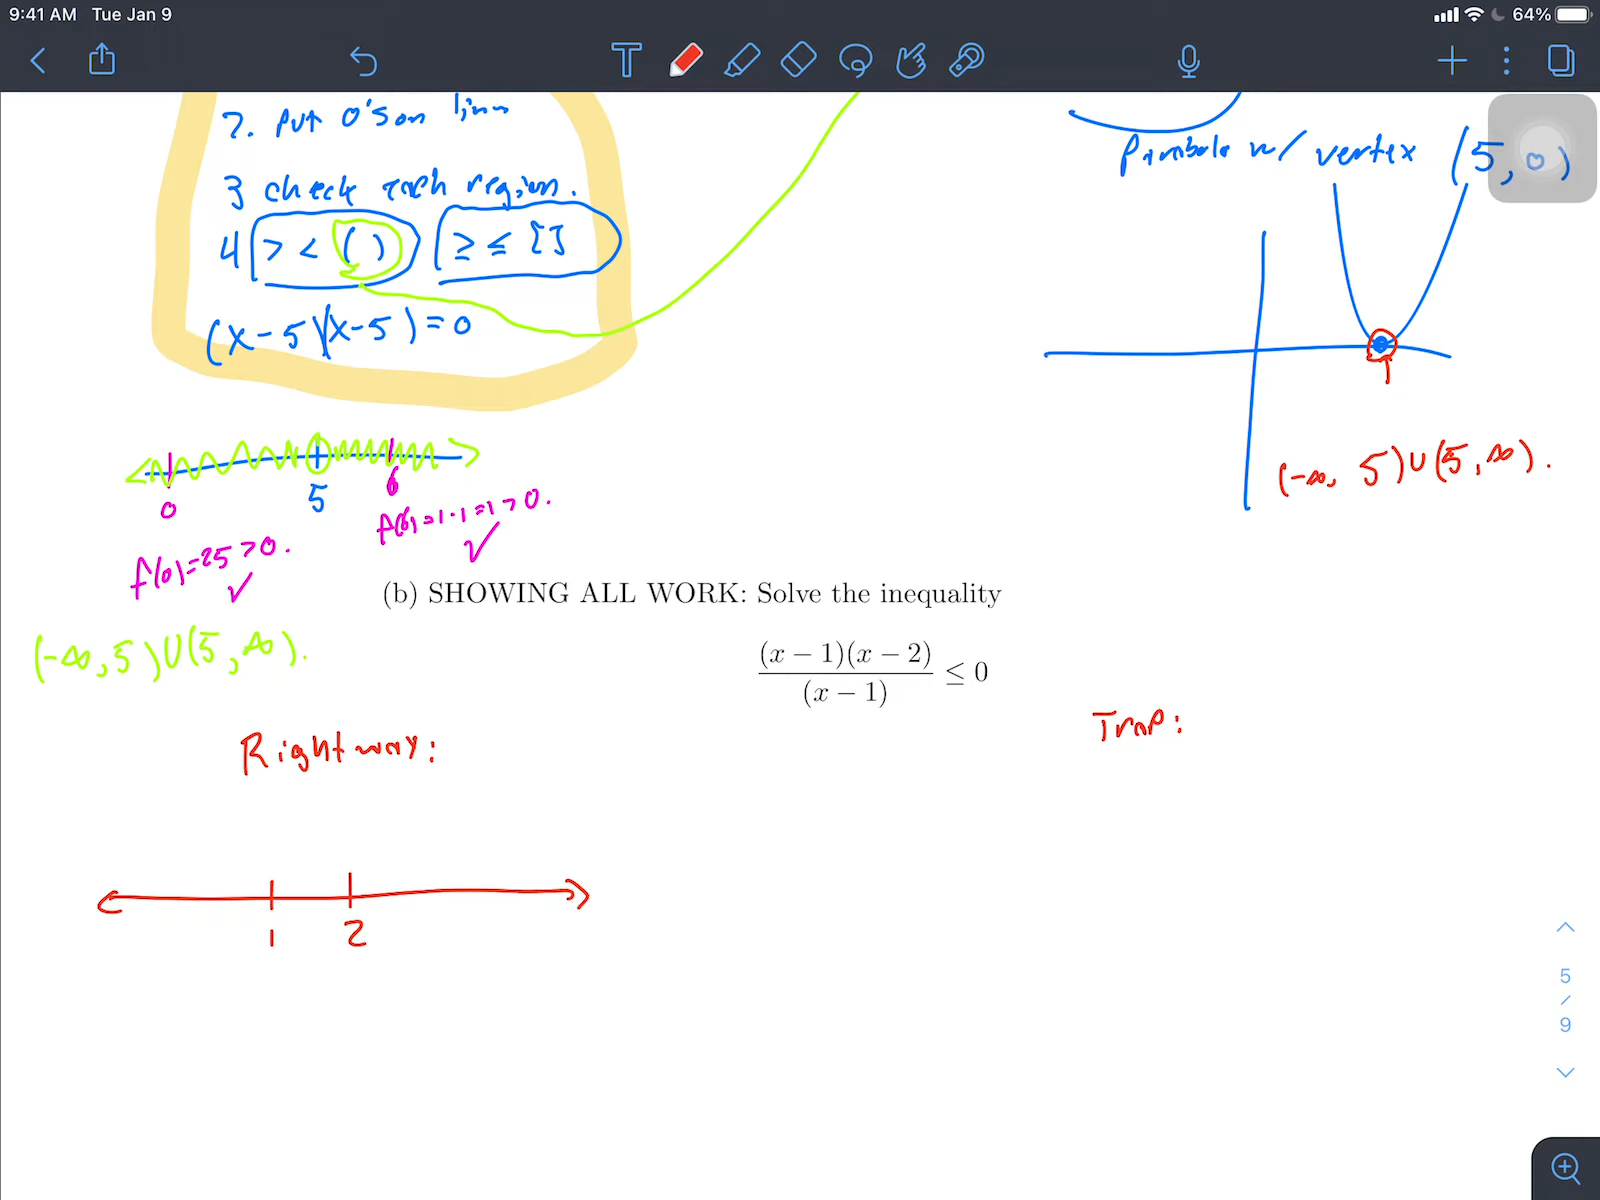 9:41 AM Tue Jan 9
64%
2. Put 0's on line
3 check each region.
4 > < ( ) ≥ ≤ [ ]
(x-5)(x-5)=0
Parabola w/ vertex (5,0)
(-∞, 5)∪(5,∞).
0 5 6
f(0)=25>0.
f(6)=1·1=1>0.
(-∞,5)∪(5,∞).
(b) SHOWING ALL WORK: Solve the inequality
(x − 1)(x − 2)
(x − 1)
≤ 0
Right way:
Trap:
1 2
5
/
9